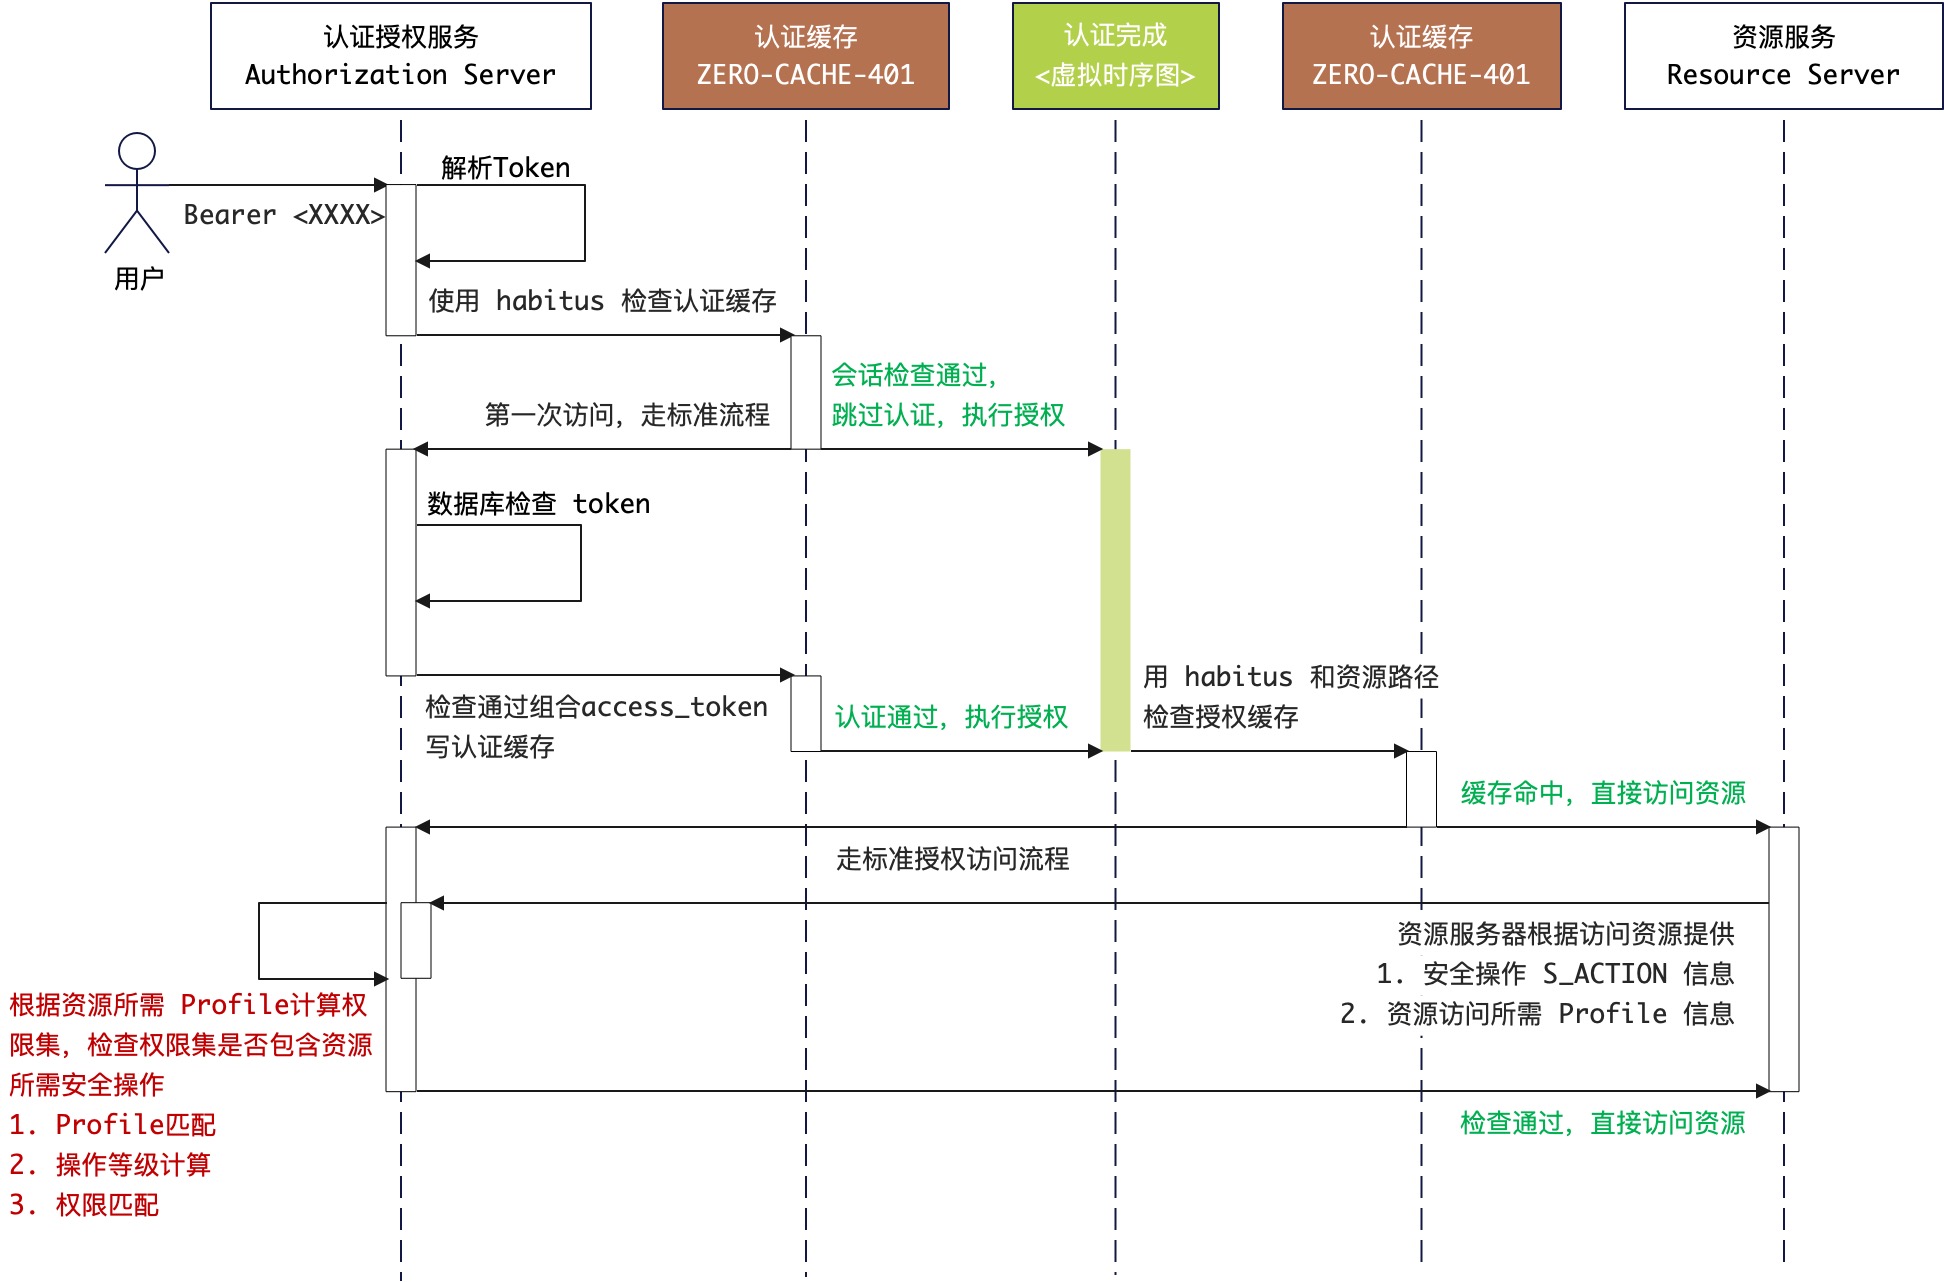 认证授权服务
Authorization Server
认证缓存
ZERO-CACHE-401
认证完成
<虚拟时序图>
认证缓存
ZERO-CACHE-401
资源服务
Resource Server
解析Token
Bearer <XXXX>
用户
使用 habitus 检查认证缓存
会话检查通过，
跳过认证，执行授权
第一次访问，走标准流程
数据库检查 token
用 habitus 和资源路径
检查授权缓存
检查通过组合access_token
写认证缓存
认证通过，执行授权
缓存命中，直接访问资源
走标准授权访问流程
资源服务器根据访问资源提供
1. 安全操作 S_ACTION 信息
2. 资源访问所需 Profile 信息
根据资源所需 Profile计算权
限集，检查权限集是否包含资源
所需安全操作
1. Profile匹配
2. 操作等级计算
3. 权限匹配
检查通过，直接访问资源